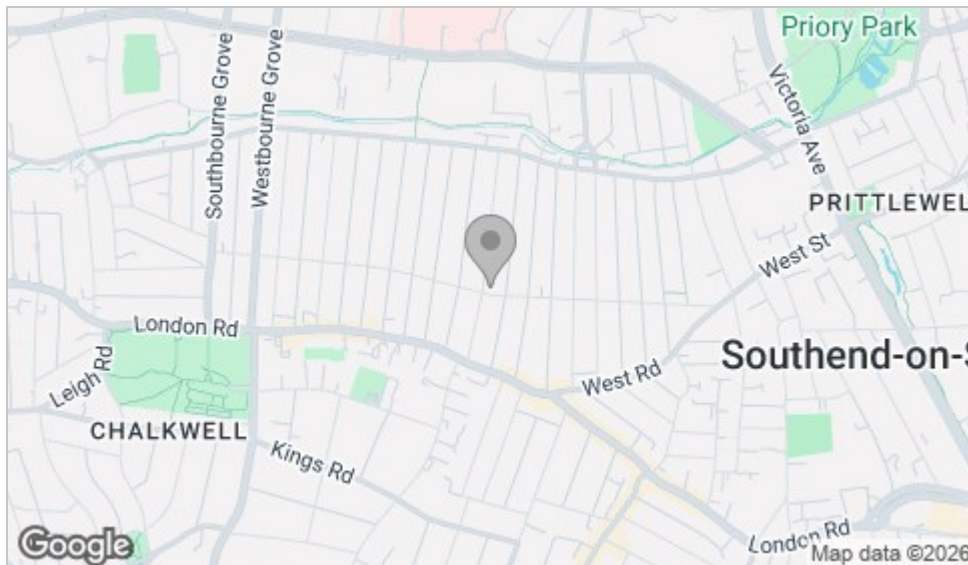 Priory Park
Southbourne Grove
Westbourne Grove
Victoria Ave
PRITTLEWEL
West St
London Rd
Leigh Rd
Southend-on-S
West Rd
CHALKWELL
Kings Rd
London Rd
Google
Map data ©2026